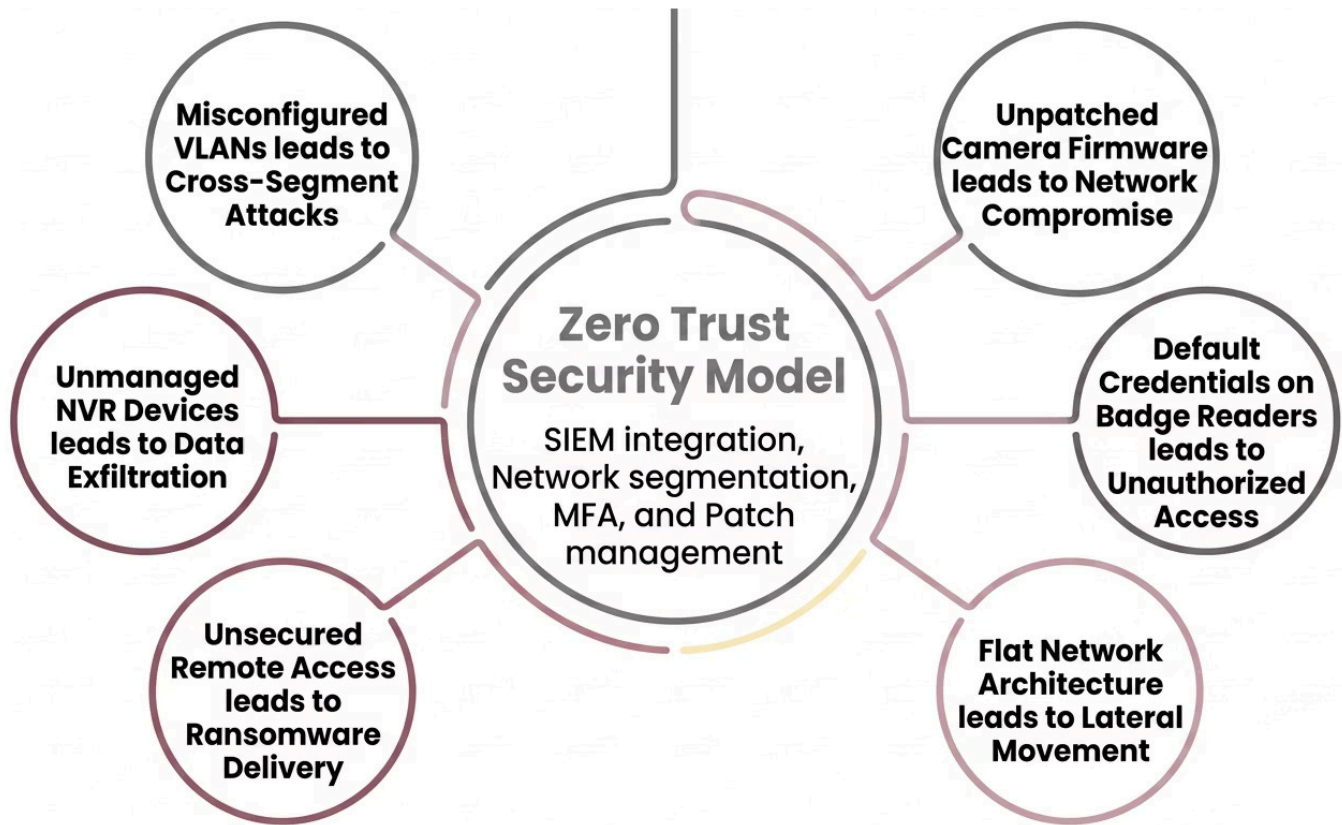 Misconfigured
VLANs leads to
Cross-Segment
Attacks
Unpatched
Camera Firmware
leads to Network
Compromise
Unmanaged
NVR Devices
leads to Data
Exfiltration
Zero Trust
Security Model
SIEM integration,
Network segmentation,
MFA, and Patch
management
Default
Credentials on
Badge Readers
leads to
Unauthorized
Access
Unsecured
Remote Access
leads to
Ransomware
Delivery
Flat Network
Architecture
leads to Lateral
Movement